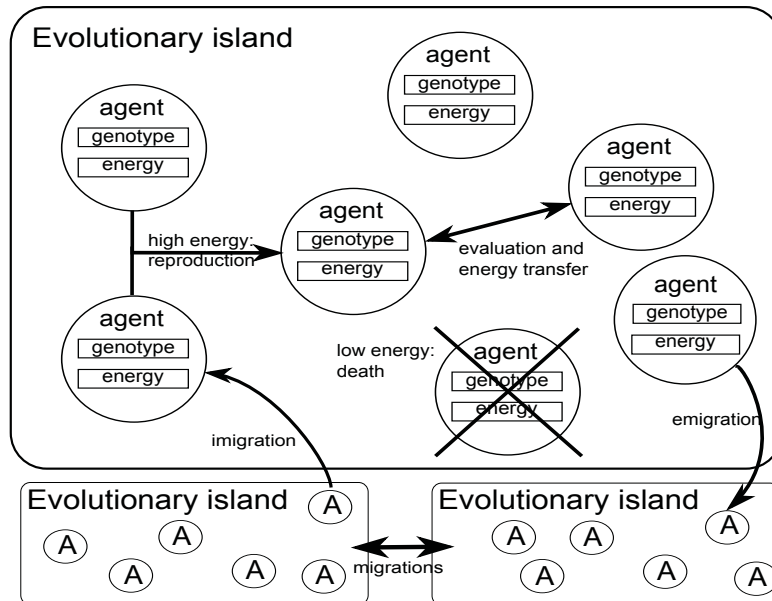 Evolutionary island
agent
genotype
energy
agent
genotype
energy
agent
genotype
energy
high energy:
reproduction
agent
genotype
energy
evaluation and
energy transfer
agent
genotype
energy
agent
genotype
energy
low energy:
death
agent
genotype
energy
imigration
emigration
Evolutionary island
A
A
A
A
A
A
migrations
Evolutionary island
A
A
A
A
A
A